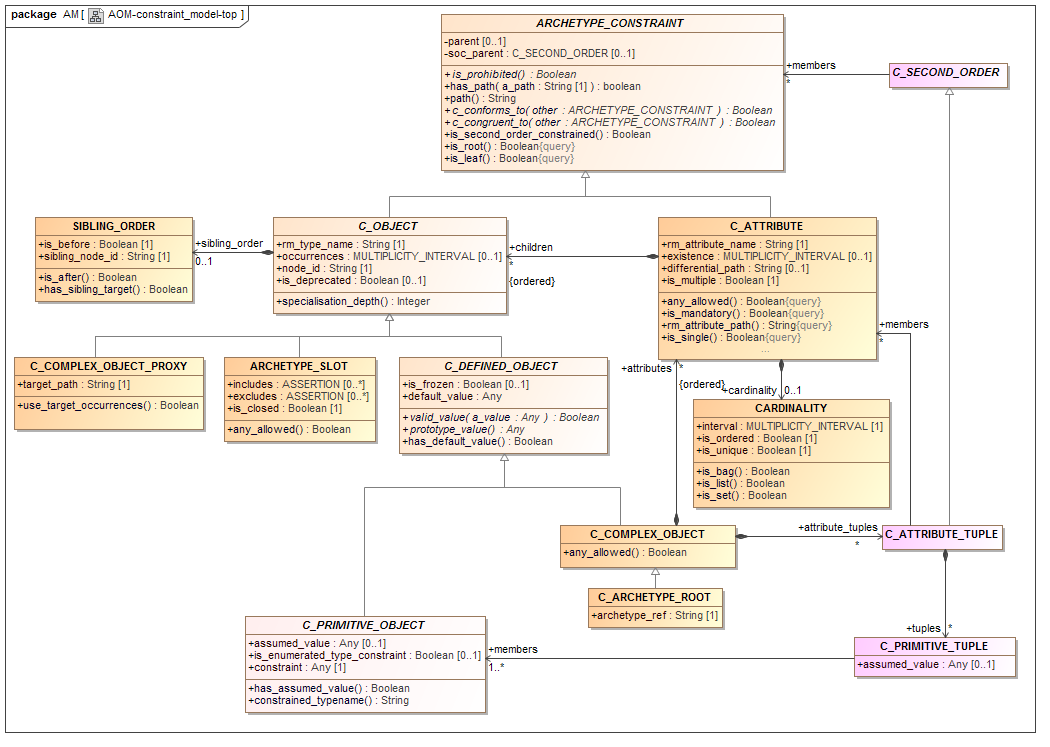 package AM [ AOM-constraint_model-top ]
ARCHETYPE_CONSTRAINT
-parent [0..1]
-soc_parent : C_SECOND_ORDER [0..1]
+is_prohibited() : Boolean
+has_path( a_path : String [1] ) : boolean
+path() : String
+c_conforms_to( other : ARCHETYPE_CONSTRAINT ) : Boolean
+c_congruent_to( other : ARCHETYPE_CONSTRAINT ) : Boolean
+is_second_order_constrained() : Boolean
+is_root() : Boolean{query}
+is_leaf() : Boolean{query}
+members
*
C_SECOND_ORDER
SIBLING_ORDER
+is_before : Boolean [1]
+sibling_node_id : String [1]
+is_after() : Boolean
+has_sibling_target() : Boolean
+sibling_order
0..1
C_OBJECT
+rm_type_name : String [1]
+occurrences : MULTIPLICITY_INTERVAL [0..1]
+node_id : String [1]
+is_deprecated : Boolean [0..1]
+specialisation_depth() : Integer
+children
*
{ordered}
C_ATTRIBUTE
+rm_attribute_name : String [1]
+existence : MULTIPLICITY_INTERVAL [0..1]
+differential_path : String [0..1]
+is_multiple : Boolean [1]
+any_allowed() : Boolean{query}
+is_mandatory() : Boolean{query}
+rm_attribute_path() : String{query}
+is_single() : Boolean{query}
...
+members
*
C_COMPLEX_OBJECT_PROXY
+target_path : String [1]
+use_target_occurrences() : Boolean
ARCHETYPE_SLOT
+includes : ASSERTION [0..*]
+excludes : ASSERTION [0..*]
+is_closed : Boolean [1]
+any_allowed() : Boolean
C_DEFINED_OBJECT
+is_frozen : Boolean [0..1]
+default_value : Any
+valid_value( a_value : Any ) : Boolean
+prototype_value() : Any
+has_default_value() : Boolean
+attributes
*
{ordered}
+cardinality
0..1
CARDINALITY
+interval : MULTIPLICITY_INTERVAL [1]
+is_ordered : Boolean [1]
+is_unique : Boolean [1]
+is_bag() : Boolean
+is_list() : Boolean
+is_set() : Boolean
C_COMPLEX_OBJECT
+any_allowed() : Boolean
+attribute_tuples
*
C_ATTRIBUTE_TUPLE
C_ARCHETYPE_ROOT
+archetype_ref : String [1]
C_PRIMITIVE_OBJECT
+assumed_value : Any [0..1]
+is_enumerated_type_constraint : Boolean [0..1]
+constraint : Any [1]
+has_assumed_value() : Boolean
+constrained_typename() : String
+members
1..*
+tuples
*
C_PRIMITIVE_TUPLE
+assumed_value : Any [0..1]